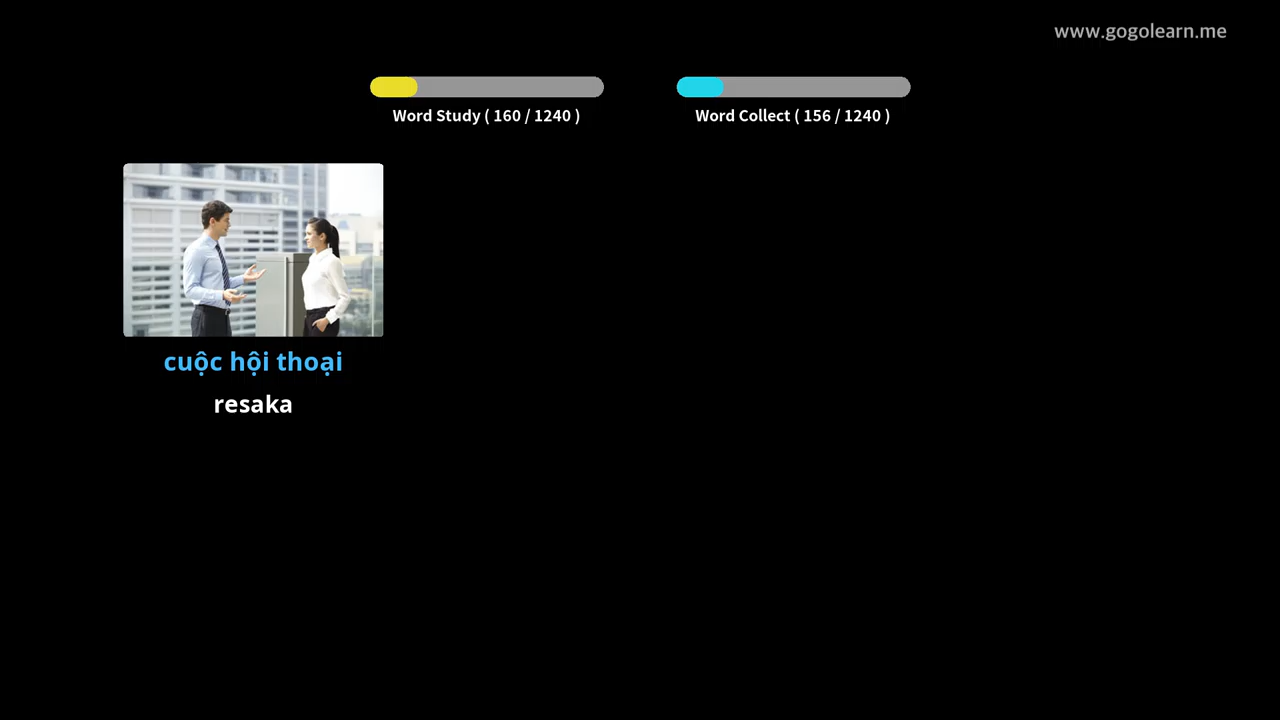 www.gogolearn.me
Word Study ( 160 / 1240 )
Word Collect ( 156 / 1240 )
cuộc hội thoại
resaka